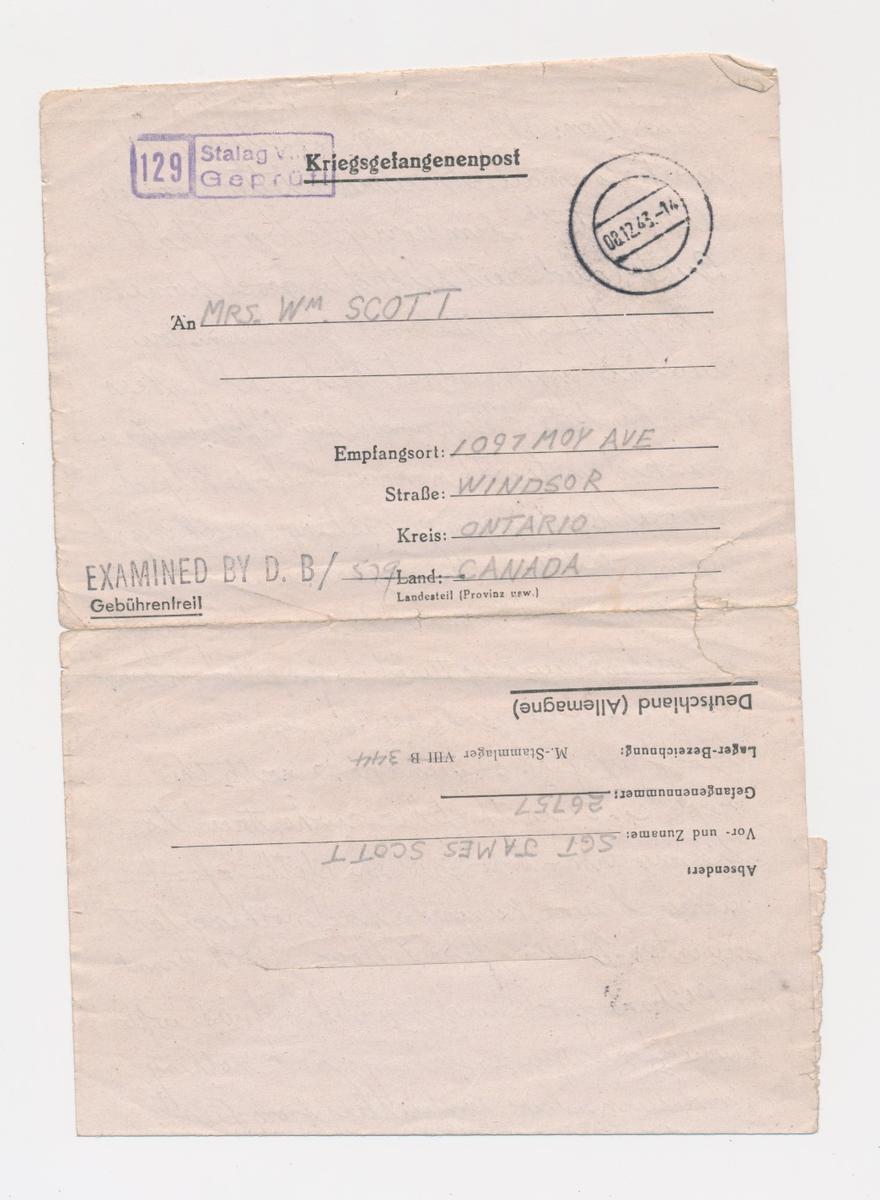 129 Stalag
Geprüft
Kriegsgefangenenpost
08.12.43.-14
An MRS. WM. SCOTT
Empfangsort: 1097 MOY AVE
Straße: WINDSOR
Kreis: ONTARIO
EXAMINED BY D. B/ 579 Land: CANADA
Gebührenfrei!
Landesteil (Provinz usw.)
Absender:
Vor- und Zuname: SGT JAMES SCOTT
Gefangenennummer: 26757
Lager-Bezeichnung: M.-Stammlager VIII B 344
Deutschland (Allemagne)